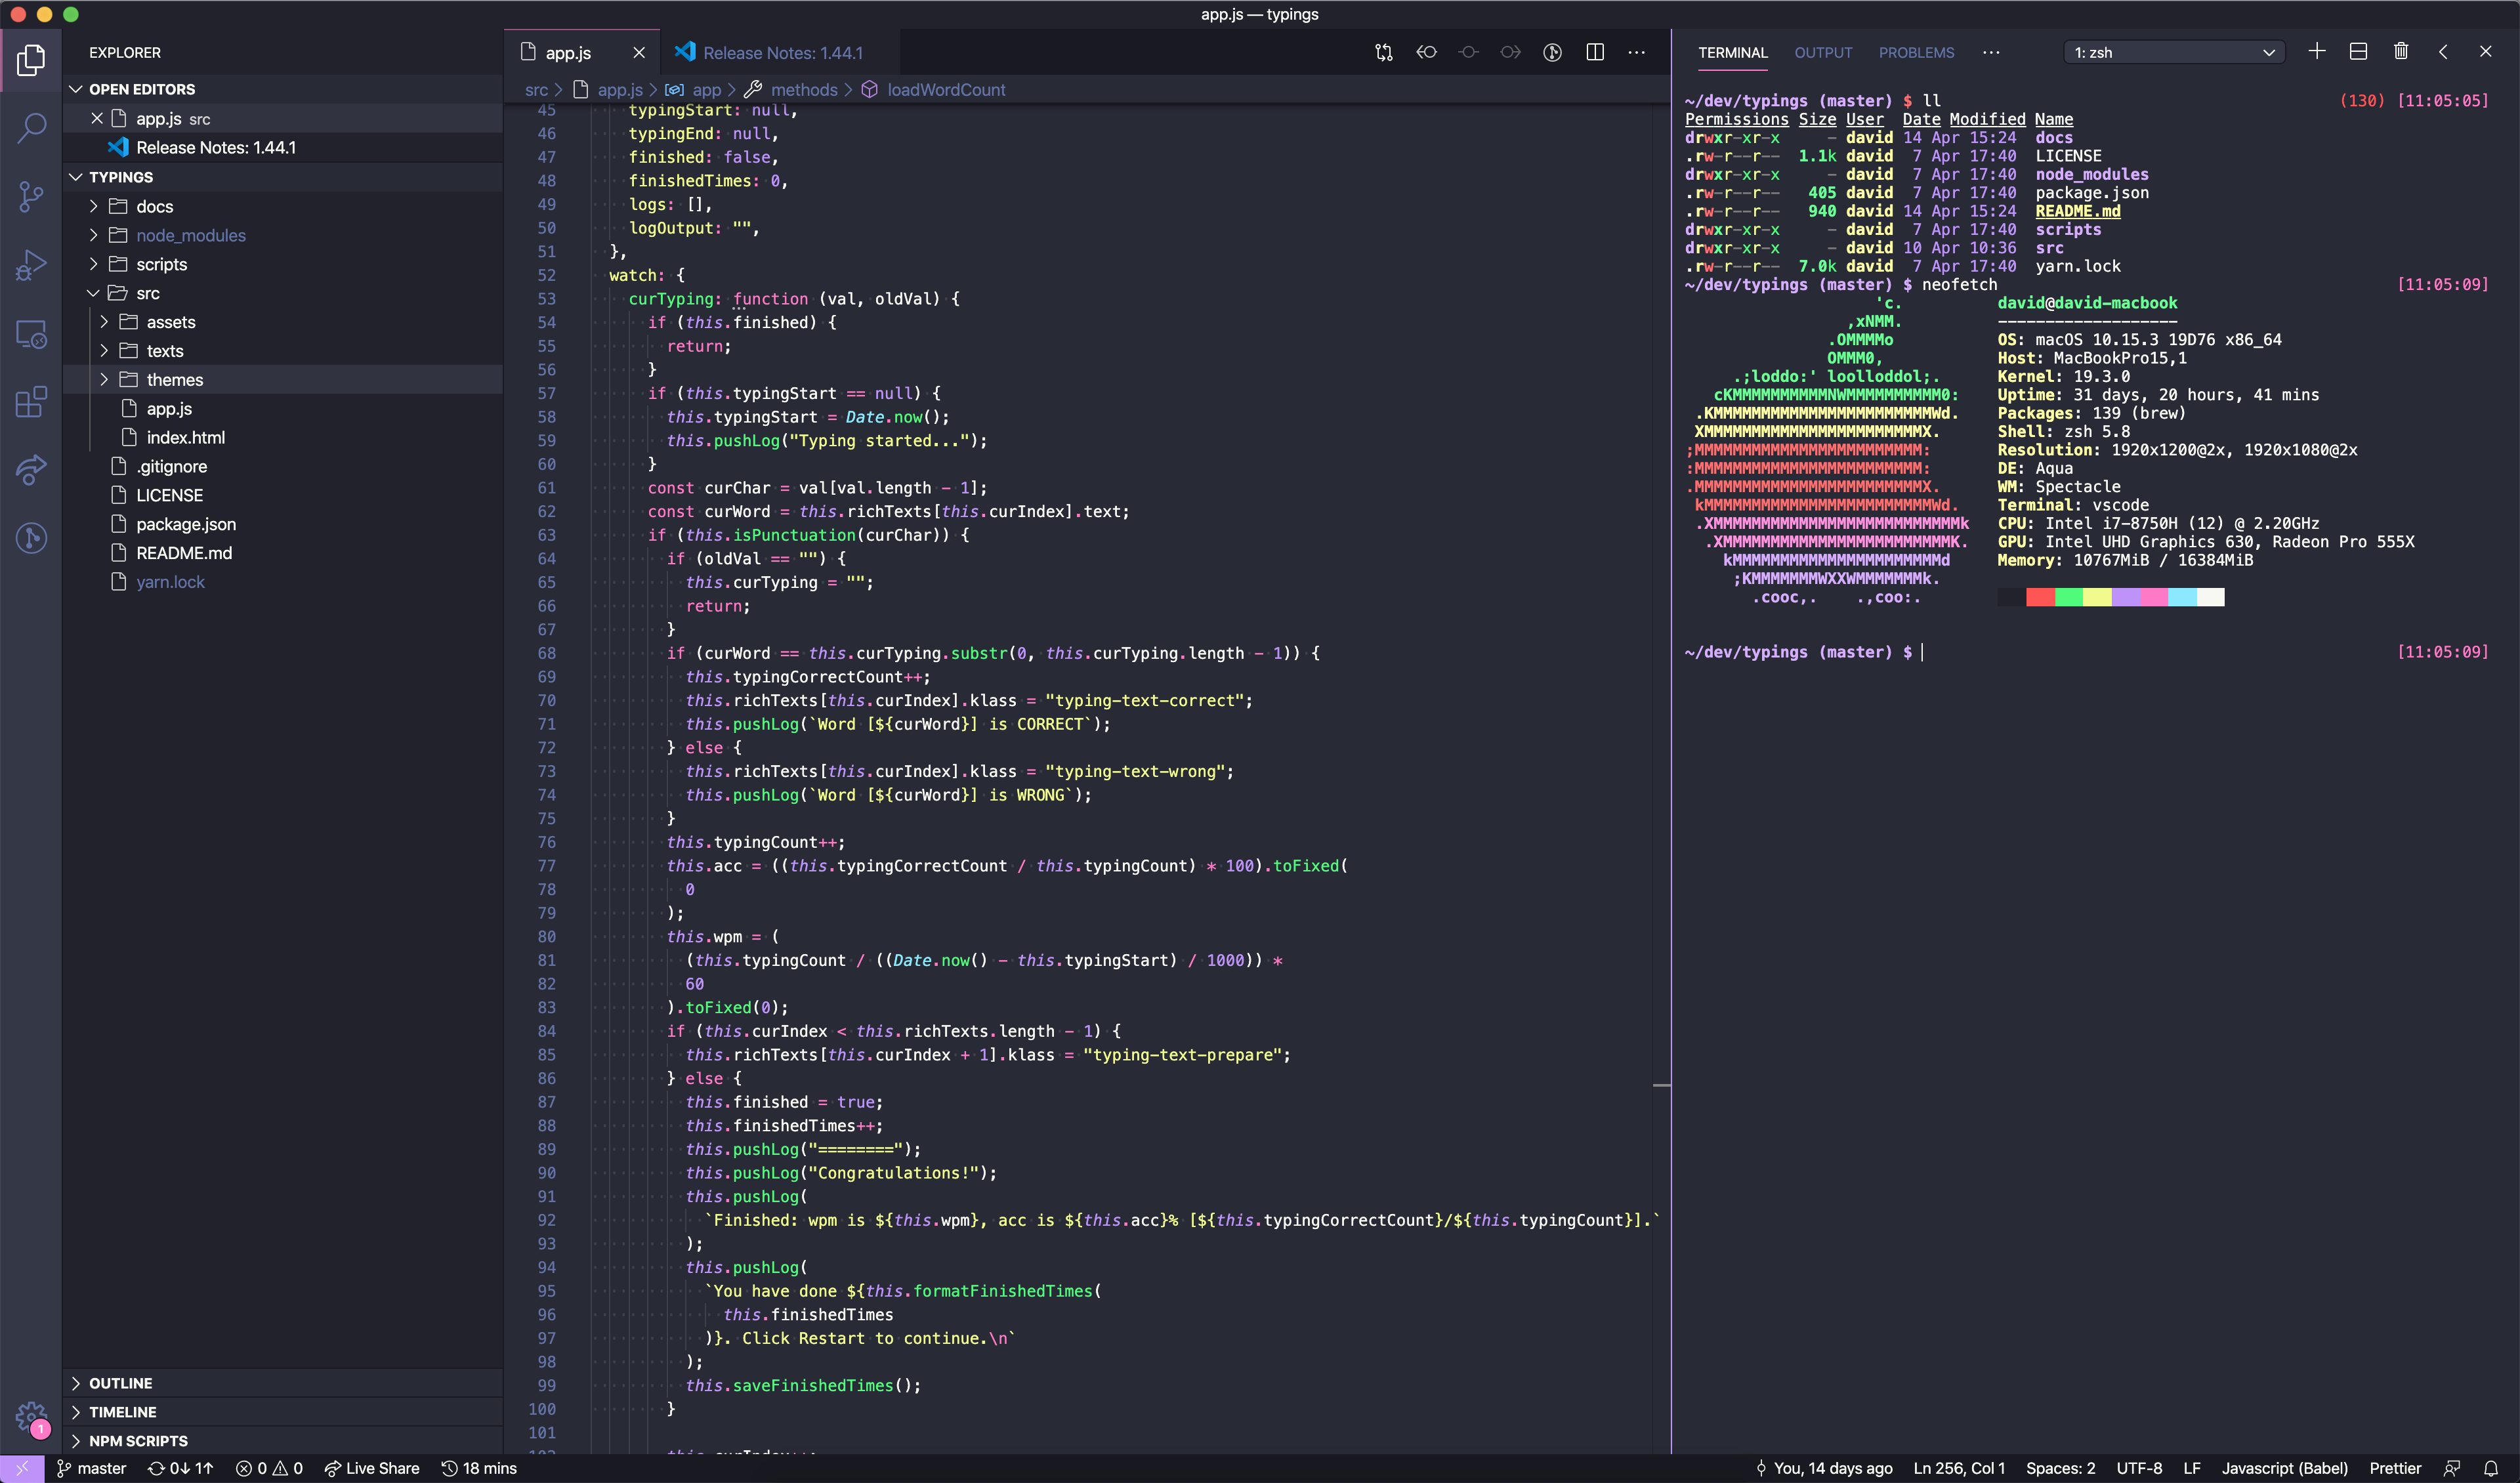 app.js — typings
EXPLORER
OPEN EDITORS
app.js src
Release Notes: 1.44.1
TYPINGS
docs
node_modules
scripts
src
assets
texts
themes
app.js
index.html
.gitignore
LICENSE
package.json
README.md
yarn.lock
OUTLINE
TIMELINE
NPM SCRIPTS
1
app.js
Release Notes: 1.44.1
src > app.js > app > methods > loadWordCount
45 typingStart: null,
46 typingEnd: null,
47 finished: false,
48 finishedTimes: 0,
49 logs: [],
50 logOutput: "",
51 },
52 watch: {
53 curTyping: function (val, oldVal) {
54 if (this.finished) {
55 return;
56 }
57 if (this.typingStart == null) {
58 this.typingStart = Date.now();
59 this.pushLog("Typing started...");
60 }
61 const curChar = val[val.length - 1];
62 const curWord = this.richTexts[this.curIndex].text;
63 if (this.isPunctuation(curChar)) {
64 if (oldVal == "") {
65 this.curTyping = "";
66 return;
67 }
68 if (curWord == this.curTyping.substr(0, this.curTyping.length - 1)) {
69 this.typingCorrectCount++;
70 this.richTexts[this.curIndex].klass = "typing-text-correct";
71 this.pushLog(`Word [${curWord}] is CORRECT`);
72 } else {
73 this.richTexts[this.curIndex].klass = "typing-text-wrong";
74 this.pushLog(`Word [${curWord}] is WRONG`);
75 }
76 this.typingCount++;
77 this.acc = ((this.typingCorrectCount / this.typingCount) * 100).toFixed(
78 0
79 );
80 this.wpm = (
81 (this.typingCount / ((Date.now() - this.typingStart) / 1000)) *
82 60
83 ).toFixed(0);
84 if (this.curIndex < this.richTexts.length - 1) {
85 this.richTexts[this.curIndex + 1].klass = "typing-text-prepare";
86 } else {
87 this.finished = true;
88 this.finishedTimes++;
89 this.pushLog("========");
90 this.pushLog("Congratulations!");
91 this.pushLog(
92 `Finished: wpm is ${this.wpm}, acc is ${this.acc}% [${this.typingCorrectCount}/${this.typingCount}].`
93 );
94 this.pushLog(
95 `You have done ${this.formatFinishedTimes(
96 this.finishedTimes
97 )}. Click Restart to continue.\n`
98 );
99 this.saveFinishedTimes();
100 }
101
TERMINAL OUTPUT PROBLEMS ··· 1: zsh
~/dev/typings (master) $ ll (130) [11:05:05]
Permissions Size User Date Modified Name
drwxr-xr-x - david 14 Apr 15:24 docs
.rw-r--r-- 1.1k david 7 Apr 17:40 LICENSE
drwxr-xr-x - david 7 Apr 17:40 node_modules
.rw-r--r-- 405 david 7 Apr 17:40 package.json
.rw-r--r-- 940 david 14 Apr 15:24 README.md
drwxr-xr-x - david 7 Apr 17:40 scripts
drwxr-xr-x - david 10 Apr 10:36 src
.rw-r--r-- 7.0k david 7 Apr 17:40 yarn.lock
~/dev/typings (master) $ neofetch [11:05:09]
'c. david@david-macbook
,xNMM. -------------------
.OMMMMo OS: macOS 10.15.3 19D76 x86_64
OMMM0, Host: MacBookPro15,1
.;loddo:' loolloddol;. Kernel: 19.3.0
cKMMMMMMMMMMNWMMMMMMMMMM0: Uptime: 31 days, 20 hours, 41 mins
.KMMMMMMMMMMMMMMMMMMMMMMMWd. Packages: 139 (brew)
XMMMMMMMMMMMMMMMMMMMMMMMX. Shell: zsh 5.8
;MMMMMMMMMMMMMMMMMMMMMMMM: Resolution: 1920x1200@2x, 1920x1080@2x
:MMMMMMMMMMMMMMMMMMMMMMMM: DE: Aqua
.MMMMMMMMMMMMMMMMMMMMMMMMX. WM: Spectacle
kMMMMMMMMMMMMMMMMMMMMMMMMWd. Terminal: vscode
.XMMMMMMMMMMMMMMMMMMMMMMMMMMk CPU: Intel i7-8750H (12) @ 2.20GHz
.XMMMMMMMMMMMMMMMMMMMMMMMMK. GPU: Intel UHD Graphics 630, Radeon Pro 555X
kMMMMMMMMMMMMMMMMMMMMMMd Memory: 10767MiB / 16384MiB
;KMMMMMMMWXXWMMMMMMMk.
.cooc,. .,coo:.
~/dev/typings (master) $ [11:05:09]
master 0↓ 1↑ 0 0 Live Share 18 mins You, 14 days ago Ln 256, Col 1 Spaces: 2 UTF-8 LF Javascript (Babel) Prettier